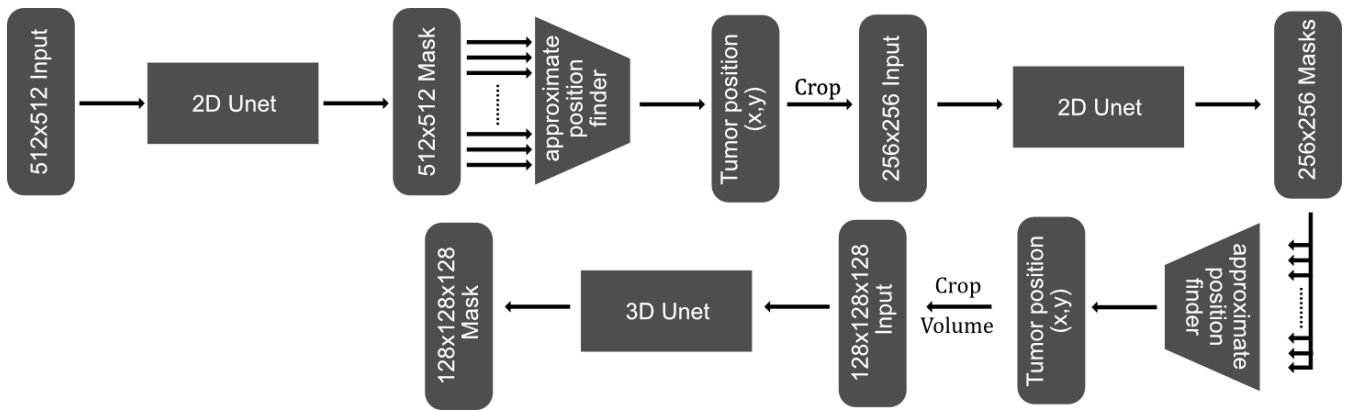 512x512 Input
2D Unet
512x512 Mask
approximate
position
finder
Tumor position
(x,y)
Crop
256x256 Input
2D Unet
256x256 Masks
approximate
position
finder
Tumor position
(x,y)
Crop
Volume
128x128x128
Input
3D Unet
128x128x128
Mask